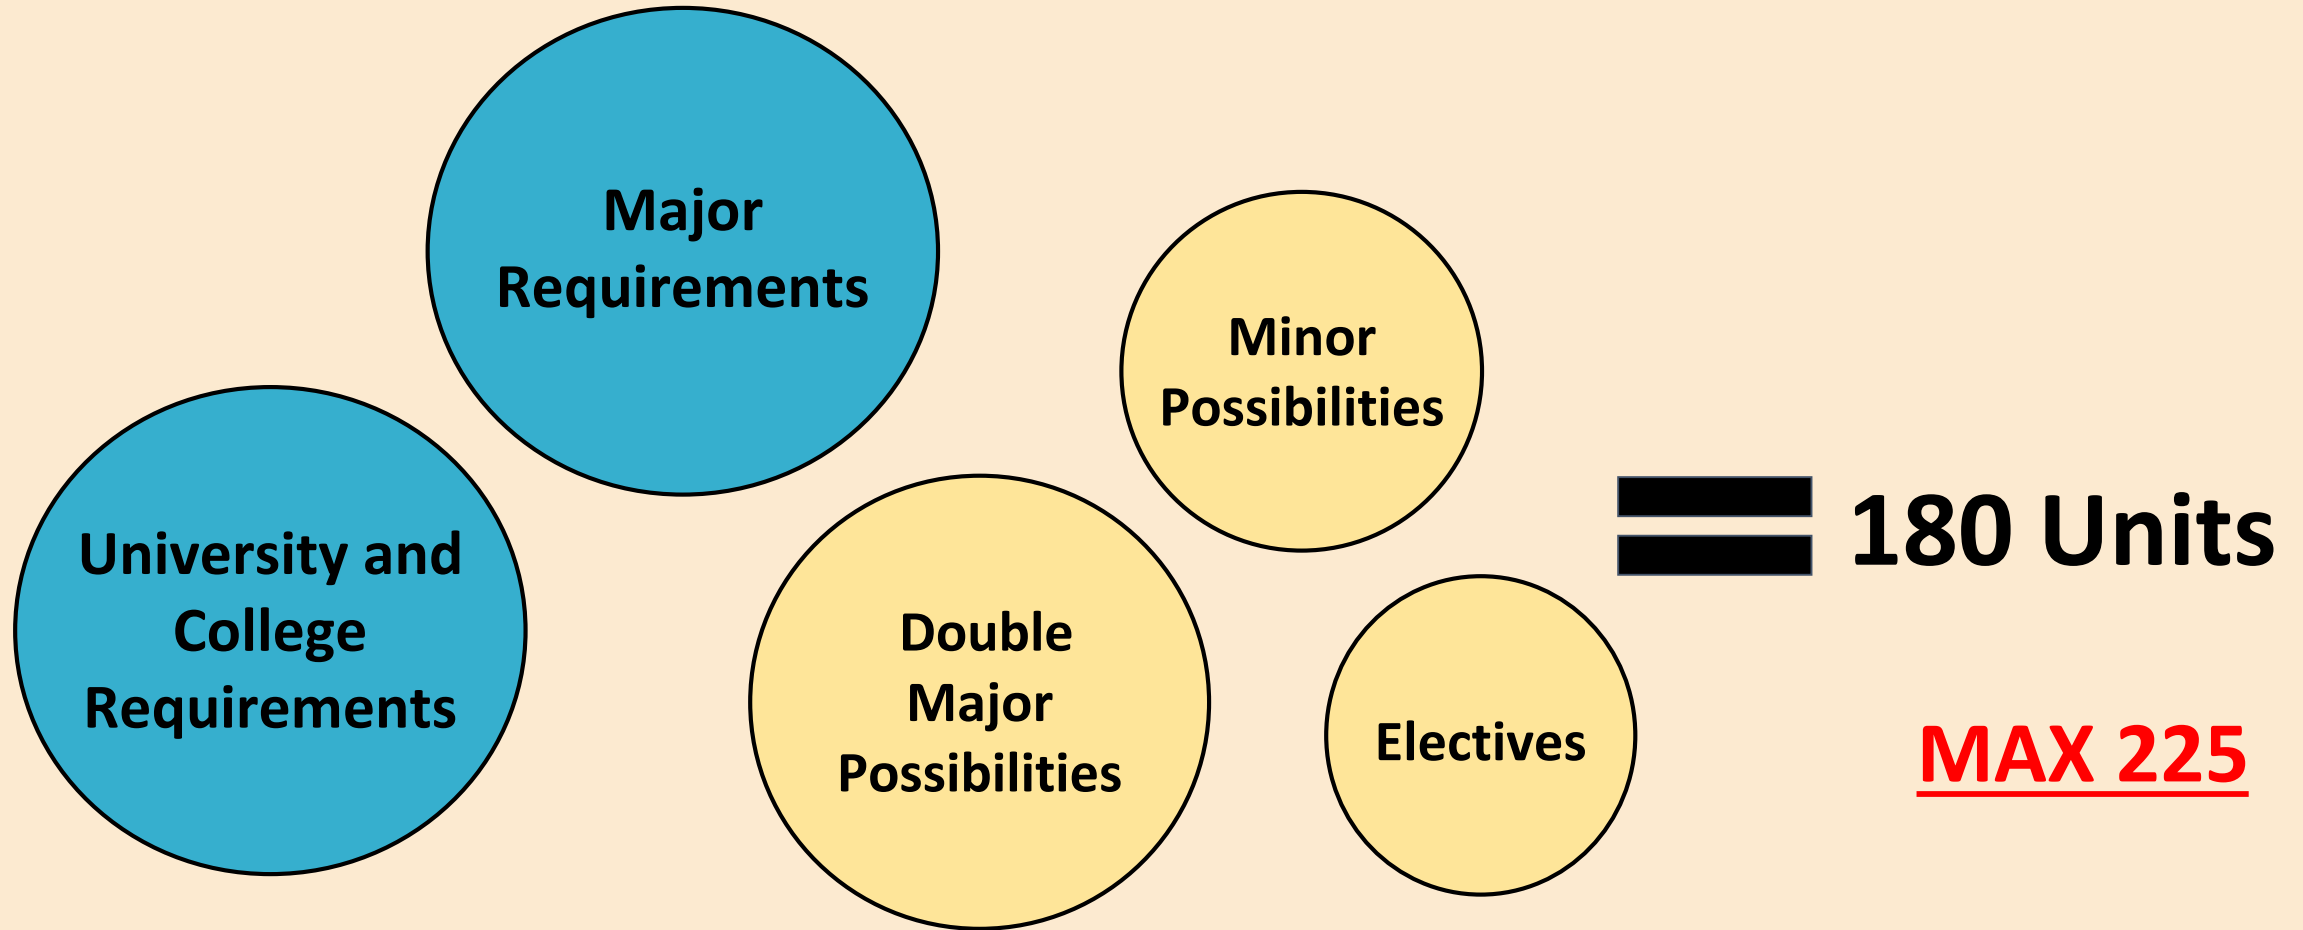 Major
Requirements
University and
College
Requirements
Minor
Possibilities
Double
Major
Possibilities
Electives
180 Units
MAX 225